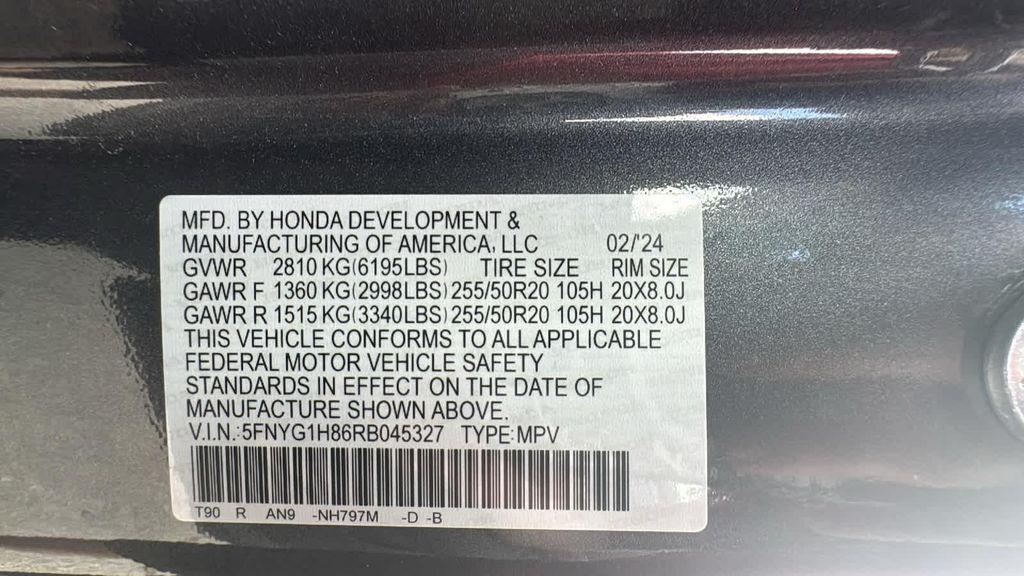 MFD. BY HONDA DEVELOPMENT &
MANUFACTURING OF AMERICA, LLC 02/'24
GVWR 2810 KG(6195LBS) TIRE SIZE RIM SIZE
GAWR F 1360 KG(2998LBS) 255/50R20 105H 20X8.0J
GAWR R 1515 KG(3340LBS) 255/50R20 105H 20X8.0J
THIS VEHICLE CONFORMS TO ALL APPLICABLE
FEDERAL MOTOR VEHICLE SAFETY
STANDARDS IN EFFECT ON THE DATE OF
MANUFACTURE SHOWN ABOVE.
V.I.N.:5FNYG1H86RB045327 TYPE:MPV
T90 R AN9 -NH797M -D -B